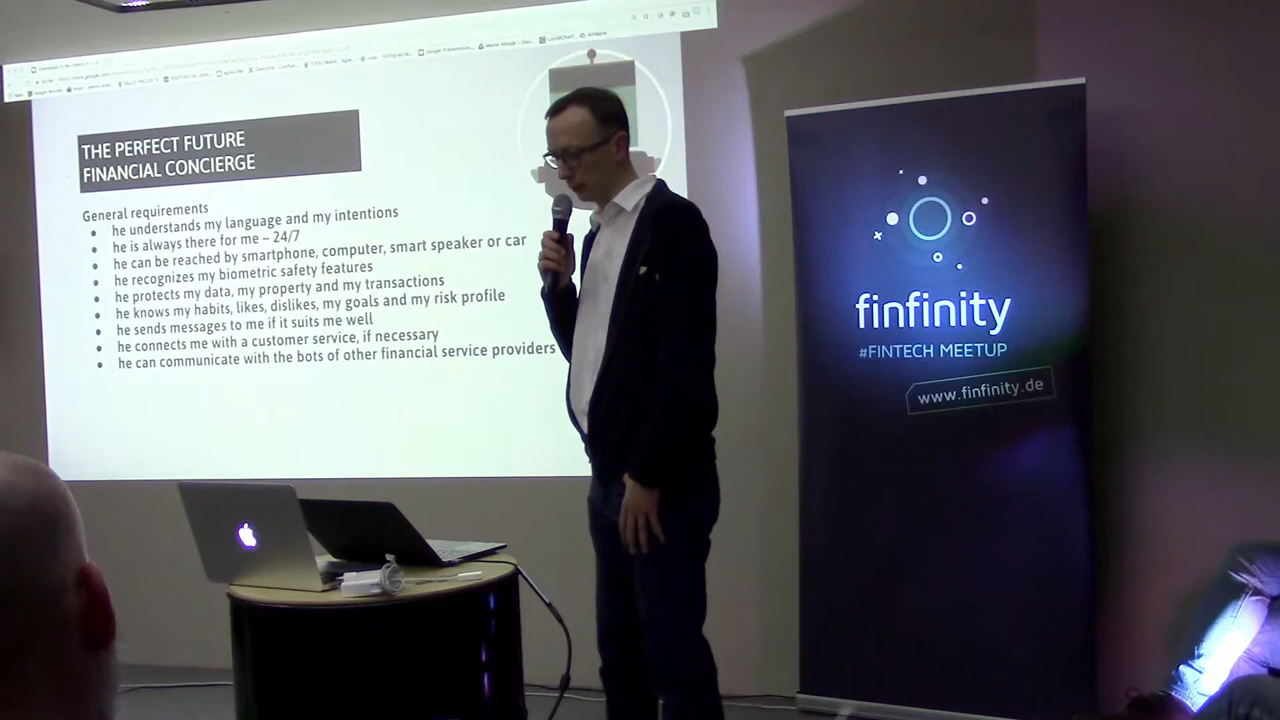 THE PERFECT FUTURE
FINANCIAL CONCIERGE
General requirements
• he understands my language and my intentions
• he is always there for me – 24/7
• he can be reached by smartphone, computer, smart speaker or car
• he recognizes my biometric safety features
• he protects my data, my property and my transactions
• he knows my habits, likes, dislikes, my goals and my risk profile
• he sends messages to me if it suits me well
• he connects me with a customer service, if necessary
• he can communicate with the bots of other financial service providers
finfinity
#FINTECH MEETUP
www.finfinity.de